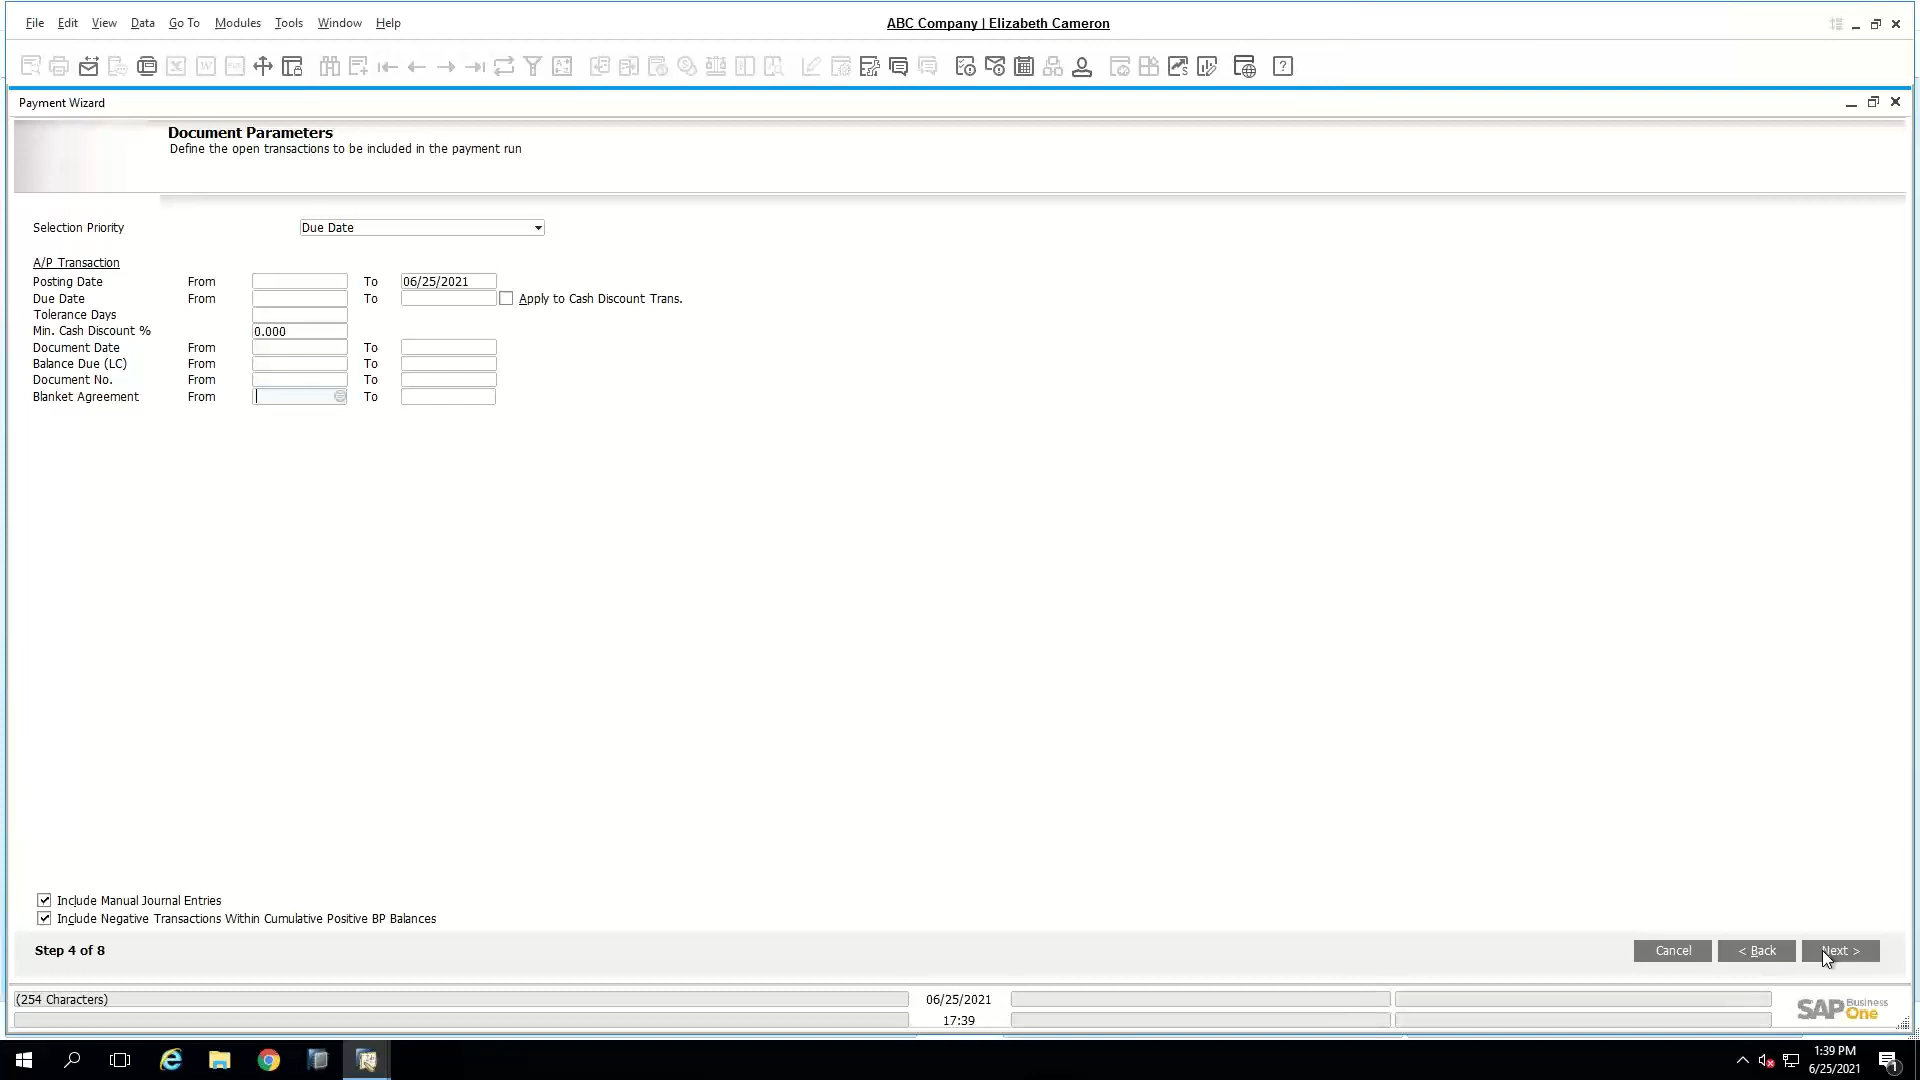 File Edit View Data Go To Modules Tools Window Help
ABC Company | Elizabeth Cameron
Payment Wizard
Document Parameters
Define the open transactions to be included in the payment run
Selection Priority Due Date
A/P Transaction
Posting Date From To 06/25/2021
Due Date From To Apply to Cash Discount Trans.
Tolerance Days
Min. Cash Discount % 0.000
Document Date From To
Balance Due (LC) From To
Document No. From To
Blanket Agreement From To
Include Manual Journal Entries
Include Negative Transactions Within Cumulative Positive BP Balances
Step 4 of 8
Cancel < Back Next >
(254 Characters) 06/25/2021
17:39
SAP Business One
1:39 PM
6/25/2021
1